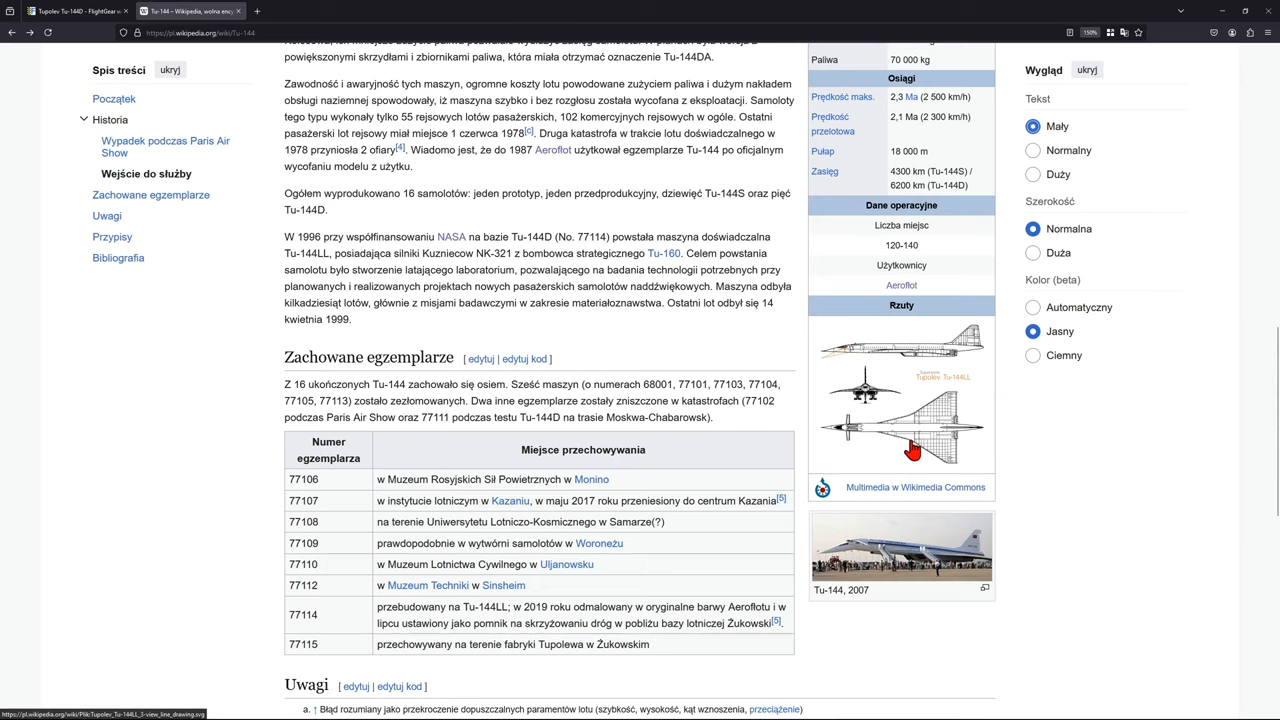 Tupolev Tu-144D - FlightGear w
Tu-144 – Wikipedia, wolna ency
https://pl.wikipedia.org/wiki/Tu-144
150%
Spis treści ukryj
Początek
Historia
Wypadek podczas Paris Air
Show
Wejście do służby
Zachowane egzemplarze
Uwagi
Przypisy
Bibliografia
powiększonymi skrzydłami i zbiornikami paliwa, która miała otrzymać oznaczenie Tu-144DA.
Zawodność i awaryjność tych maszyn, ogromne koszty lotu powodowane zużyciem paliwa i dużym nakładem
obsługi naziemnej spowodowały, iż maszyna szybko i bez rozgłosu została wycofana z eksploatacji. Samoloty
tego typu wykonały tylko 55 rejsowych lotów pasażerskich, 102 komercyjnych rejsowych w ogóle. Ostatni
pasażerski lot rejsowy miał miejsce 1 czerwca 1978[c]. Druga katastrofa w trakcie lotu doświadczalnego w
1978 przyniosła 2 ofiary[4]. Wiadomo jest, że do 1987 Aerofłot użytkował egzemplarze Tu-144 po oficjalnym
wycofaniu modelu z użytku.
Ogółem wyprodukowano 16 samolotów: jeden prototyp, jeden przedprodukcyjny, dziewięć Tu-144S oraz pięć
Tu-144D.
W 1996 przy współfinansowaniu NASA na bazie Tu-144D (No. 77114) powstała maszyna doświadczalna
Tu-144LL, posiadająca silniki Kuzniecow NK-321 z bombowca strategicznego Tu-160. Celem powstania
samolotu było stworzenie latającego laboratorium, pozwalającego na badania technologii potrzebnych przy
planowanych i realizowanych projektach nowych pasażerskich samolotów naddźwiękowych. Maszyna odbyła
kilkadziesiąt lotów, głównie z misjami badawczymi w zakresie materiałoznawstwa. Ostatni lot odbył się 14
kwietnia 1999.
Zachowane egzemplarze [ edytuj | edytuj kod ]
Z 16 ukończonych Tu-144 zachowało się osiem. Sześć maszyn (o numerach 68001, 77101, 77103, 77104,
77105, 77113) zostało zezłomowanych. Dwa inne egzemplarze zostały zniszczone w katastrofach (77102
podczas Paris Air Show oraz 77111 podczas testu Tu-144D na trasie Moskwa-Chabarowsk).
Numer
egzemplarza
Miejsce przechowywania
77106 w Muzeum Rosyjskich Sił Powietrznych w Monino
77107 w instytucie lotniczym w Kazaniu, w maju 2017 roku przeniesiony do centrum Kazania[5]
77108 na terenie Uniwersytetu Lotniczo-Kosmicznego w Samarze(?)
77109 prawdopodobnie w wytwórni samolotów w Woroneżu
77110 w Muzeum Lotnictwa Cywilnego w Uljanowsku
77112 w Muzeum Techniki w Sinsheim
77114 przebudowany na Tu-144LL; w 2019 roku odmalowany w oryginalne barwy Aerofłotu i w
lipcu ustawiony jako pomnik na skrzyżowaniu dróg w pobliżu bazy lotniczej Żukowski[5].
77115 przechowywany na terenie fabryki Tupolewa w Żukowskim
Uwagi [ edytuj | edytuj kod ]
a. ↑ Błąd rozumiany jako przekroczenie dopuszczalnych paramentów lotu (szybkość, wysokość, kąt wznoszenia, przeciążenie)
Paliwa 70 000 kg
Osiągi
Prędkość maks. 2,3 Ma (2 500 km/h)
Prędkość
przelotowa
2,1 Ma (2 300 km/h)
Pułap 18 000 m
Zasięg 4300 km (Tu-144S) /
6200 km (Tu-144D)
Dane operacyjne
Liczba miejsc
120-140
Użytkownicy
Aerofłot
Rzuty
Tupolev Tu-144LL
Multimedia w Wikimedia Commons
Tu-144, 2007
Wygląd ukryj
Tekst
Mały
Normalny
Duży
Szerokość
Normalna
Duża
Kolor (beta)
Automatyczny
Jasny
Ciemny
https://pl.wikipedia.org/wiki/Plik:Tupolev_Tu-144LL_3-view_line_drawing.svg